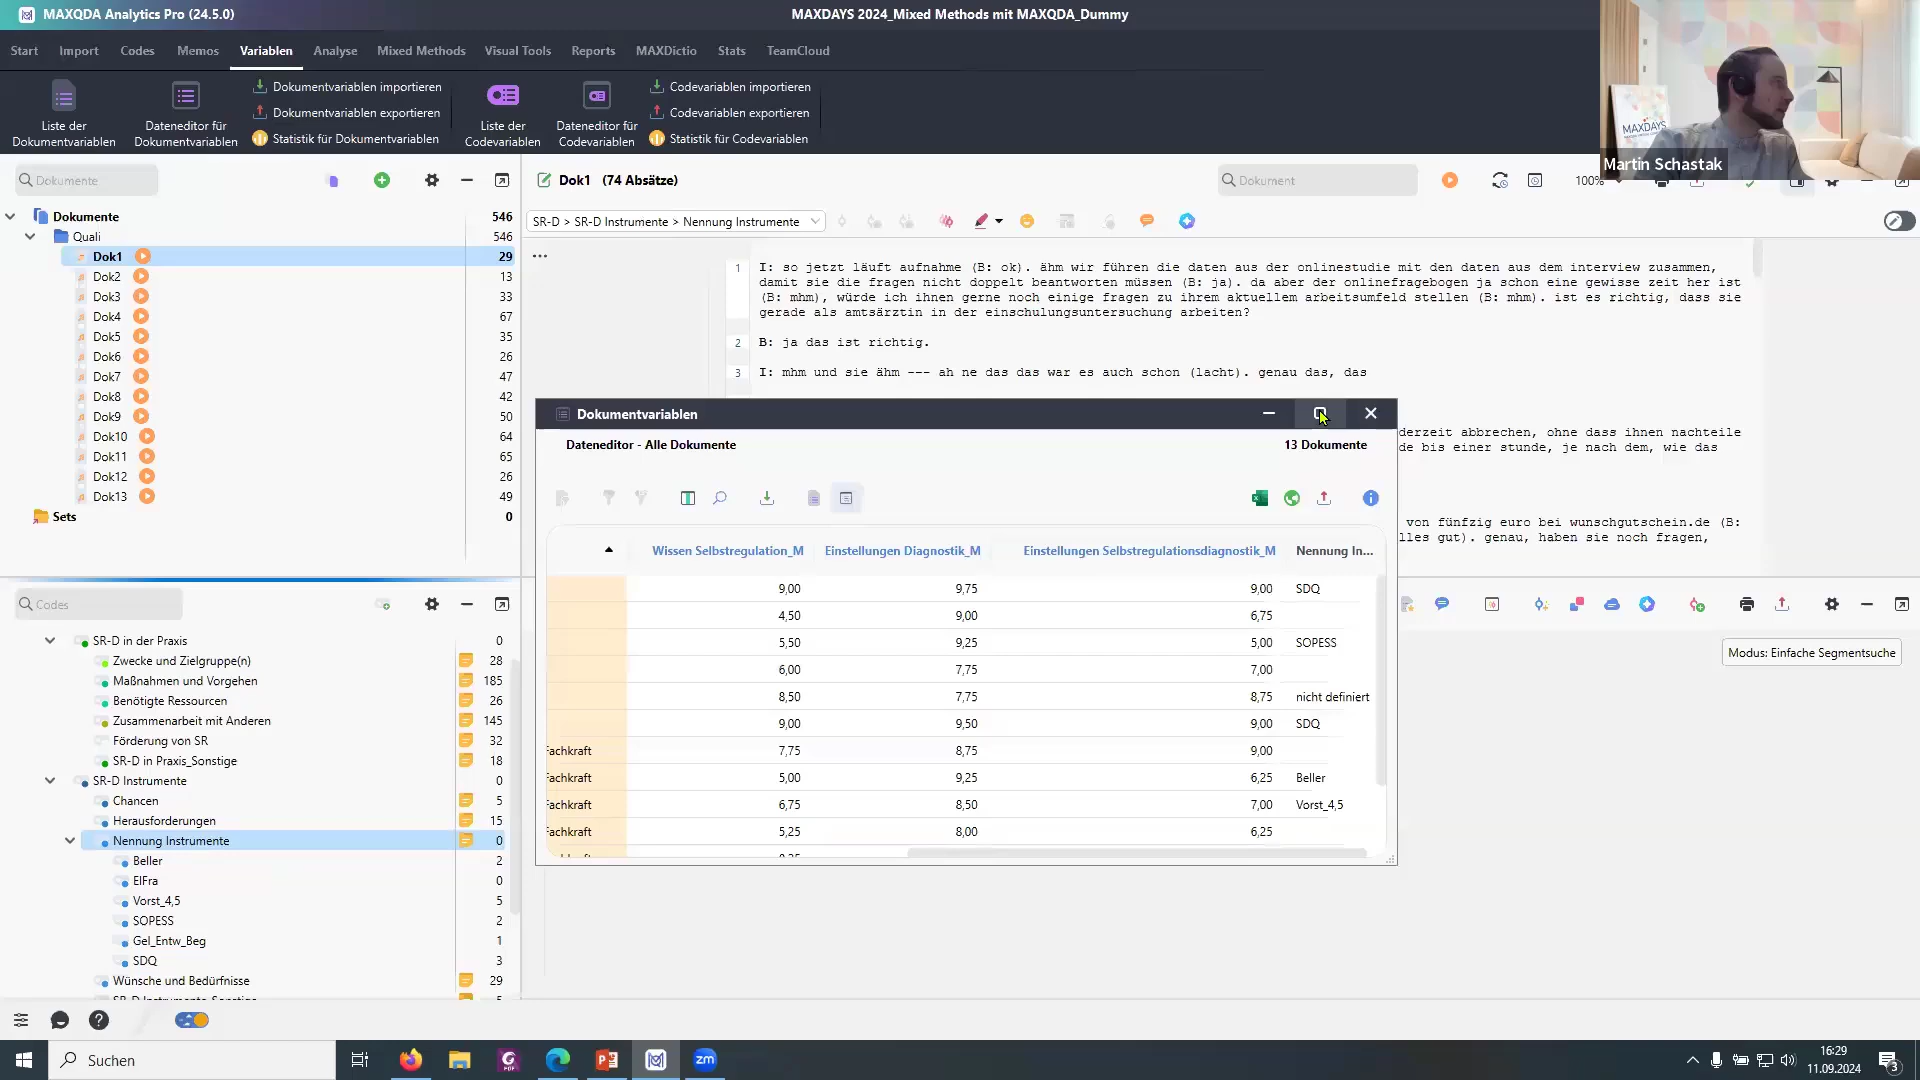 MAXQDA Analytics Pro (24.5.0)
MAXDAYS 2024_Mixed Methods mit MAXQDA_Dummy
Start Import Codes Memos Variablen Analyse Mixed Methods Visual Tools Reports MAXDictio Stats TeamCloud
Liste der Dokumentvariablen
Dateneditor für Dokumentvariablen
Dokumentvariablen importieren
Dokumentvariablen exportieren
Statistik für Dokumentvariablen
Liste der Codevariablen
Dateneditor für Codevariablen
Codevariablen importieren
Codevariablen exportieren
Statistik für Codevariablen
MAXDAYS
Martin Schastak
Dokumente
Dokumente 546
Quali 546
Dok1 29
Dok2 13
Dok3 33
Dok4 67
Dok5 35
Dok6 26
Dok7 47
Dok8 42
Dok9 50
Dok10 64
Dok11 65
Dok12 26
Dok13 49
Sets 0
Dok1 (74 Absätze)
Dokument
100%
SR-D > SR-D Instrumente > Nennung Instrumente
1 I: so jetzt läuft aufnahme (B: ok). ähm wir führen die daten aus der onlinestudie mit den daten aus dem interview zusammen,
damit sie die fragen nicht doppelt beantworten müssen (B: ja). da aber der onlinefragebogen ja schon eine gewisse zeit her ist
(B: mhm), würde ich ihnen gerne noch einige fragen zu ihrem aktuellem arbeitsumfeld stellen (B: mhm). ist es richtig, dass sie
gerade als amtsärztin in der einschulungsuntersuchung arbeiten?
2 B: ja das ist richtig.
3 I: mhm und sie ähm --- ah ne das das war es auch schon (lacht). genau das, das
derzeit abbrechen, ohne dass ihnen nachteile
de bis einer stunde, je nach dem, wie das
von fünfzig euro bei wunschgutschein.de (B:
lles gut). genau, haben sie noch fragen,
Dokumentvariablen
Dateneditor - Alle Dokumente
13 Dokumente
Wissen Selbstregulation_M Einstellungen Diagnostik_M Einstellungen Selbstregulationsdiagnostik_M Nennung In...
9,00 9,75 9,00 SDQ
4,50 9,00 6,75
5,50 9,25 5,00 SOPESS
6,00 7,75 7,00
8,50 7,75 8,75 nicht definiert
9,00 9,50 9,00 SDQ
Fachkraft 7,75 8,75 9,00
Fachkraft 5,00 9,25 6,25 Beller
Fachkraft 6,75 8,50 7,00 Vorst_4,5
Fachkraft 5,25 8,00 6,25
Modus: Einfache Segmentsuche
Codes
SR-D in der Praxis 0
Zwecke und Zielgruppe(n) 28
Maßnahmen und Vorgehen 185
Benötigte Ressourcen 26
Zusammenarbeit mit Anderen 145
Förderung von SR 32
SR-D in Praxis_Sonstige 18
SR-D Instrumente 0
Chancen 5
Herausforderungen 15
Nennung Instrumente 0
Beller 2
ElFra 0
Vorst_4,5 5
SOPESS 2
Gel_Entw_Beg 1
SDQ 3
Wünsche und Bedürfnisse 29
Suchen
zm
16:29
11.09.2024
3